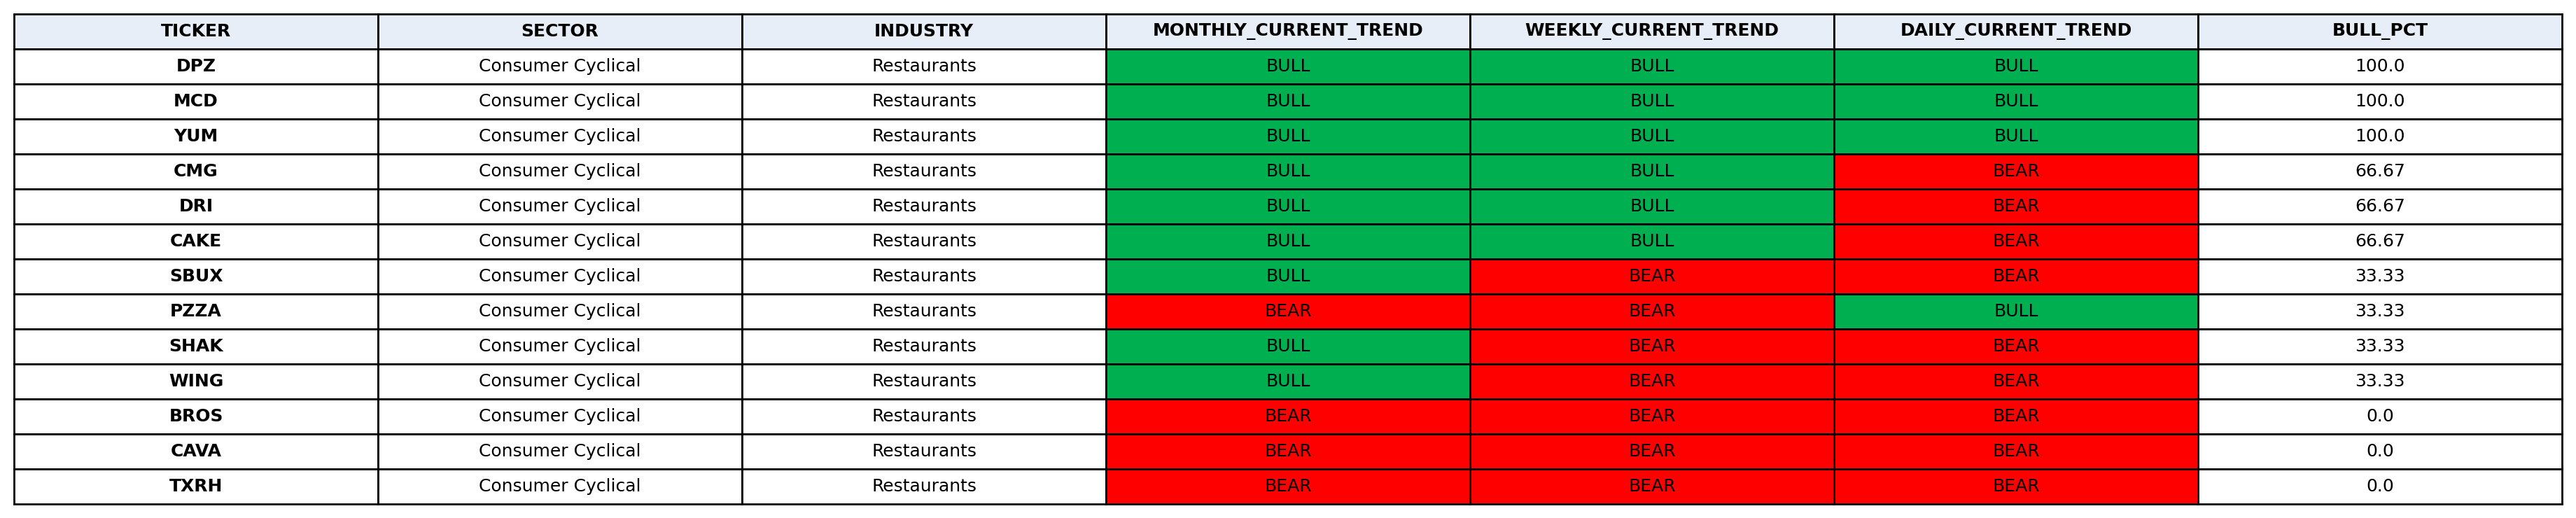 TICKER SECTOR INDUSTRY MONTHLY_CURRENT_TREND WEEKLY_CURRENT_TREND DAILY_CURRENT_TREND BULL_PCT
DPZ Consumer Cyclical Restaurants BULL BULL BULL 100.0
MCD Consumer Cyclical Restaurants BULL BULL BULL 100.0
YUM Consumer Cyclical Restaurants BULL BULL BULL 100.0
CMG Consumer Cyclical Restaurants BULL BULL BEAR 66.67
DRI Consumer Cyclical Restaurants BULL BULL BEAR 66.67
CAKE Consumer Cyclical Restaurants BULL BULL BEAR 66.67
SBUX Consumer Cyclical Restaurants BULL BEAR BEAR 33.33
PZZA Consumer Cyclical Restaurants BEAR BEAR BULL 33.33
SHAK Consumer Cyclical Restaurants BULL BEAR BEAR 33.33
WING Consumer Cyclical Restaurants BULL BEAR BEAR 33.33
BROS Consumer Cyclical Restaurants BEAR BEAR BEAR 0.0
CAVA Consumer Cyclical Restaurants BEAR BEAR BEAR 0.0
TXRH Consumer Cyclical Restaurants BEAR BEAR BEAR 0.0